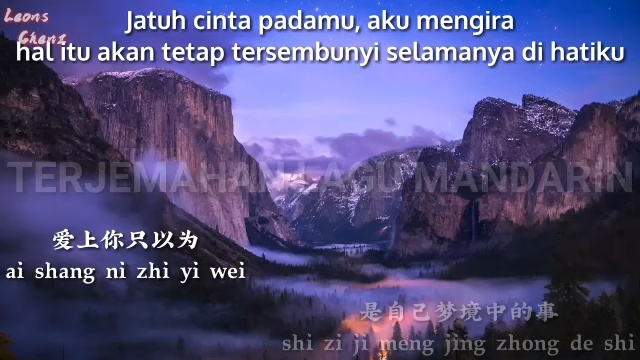 Leons
Chenz
Jatuh cinta padamu, aku mengira
hal itu akan tetap tersembunyi selamanya di hatiku
TERJEMAHAN LAGU MANDARIN
爱上你只以为
ai shang ni zhi yi wei
是自己梦境中的事
shi zi ji meng jing zhong de shi